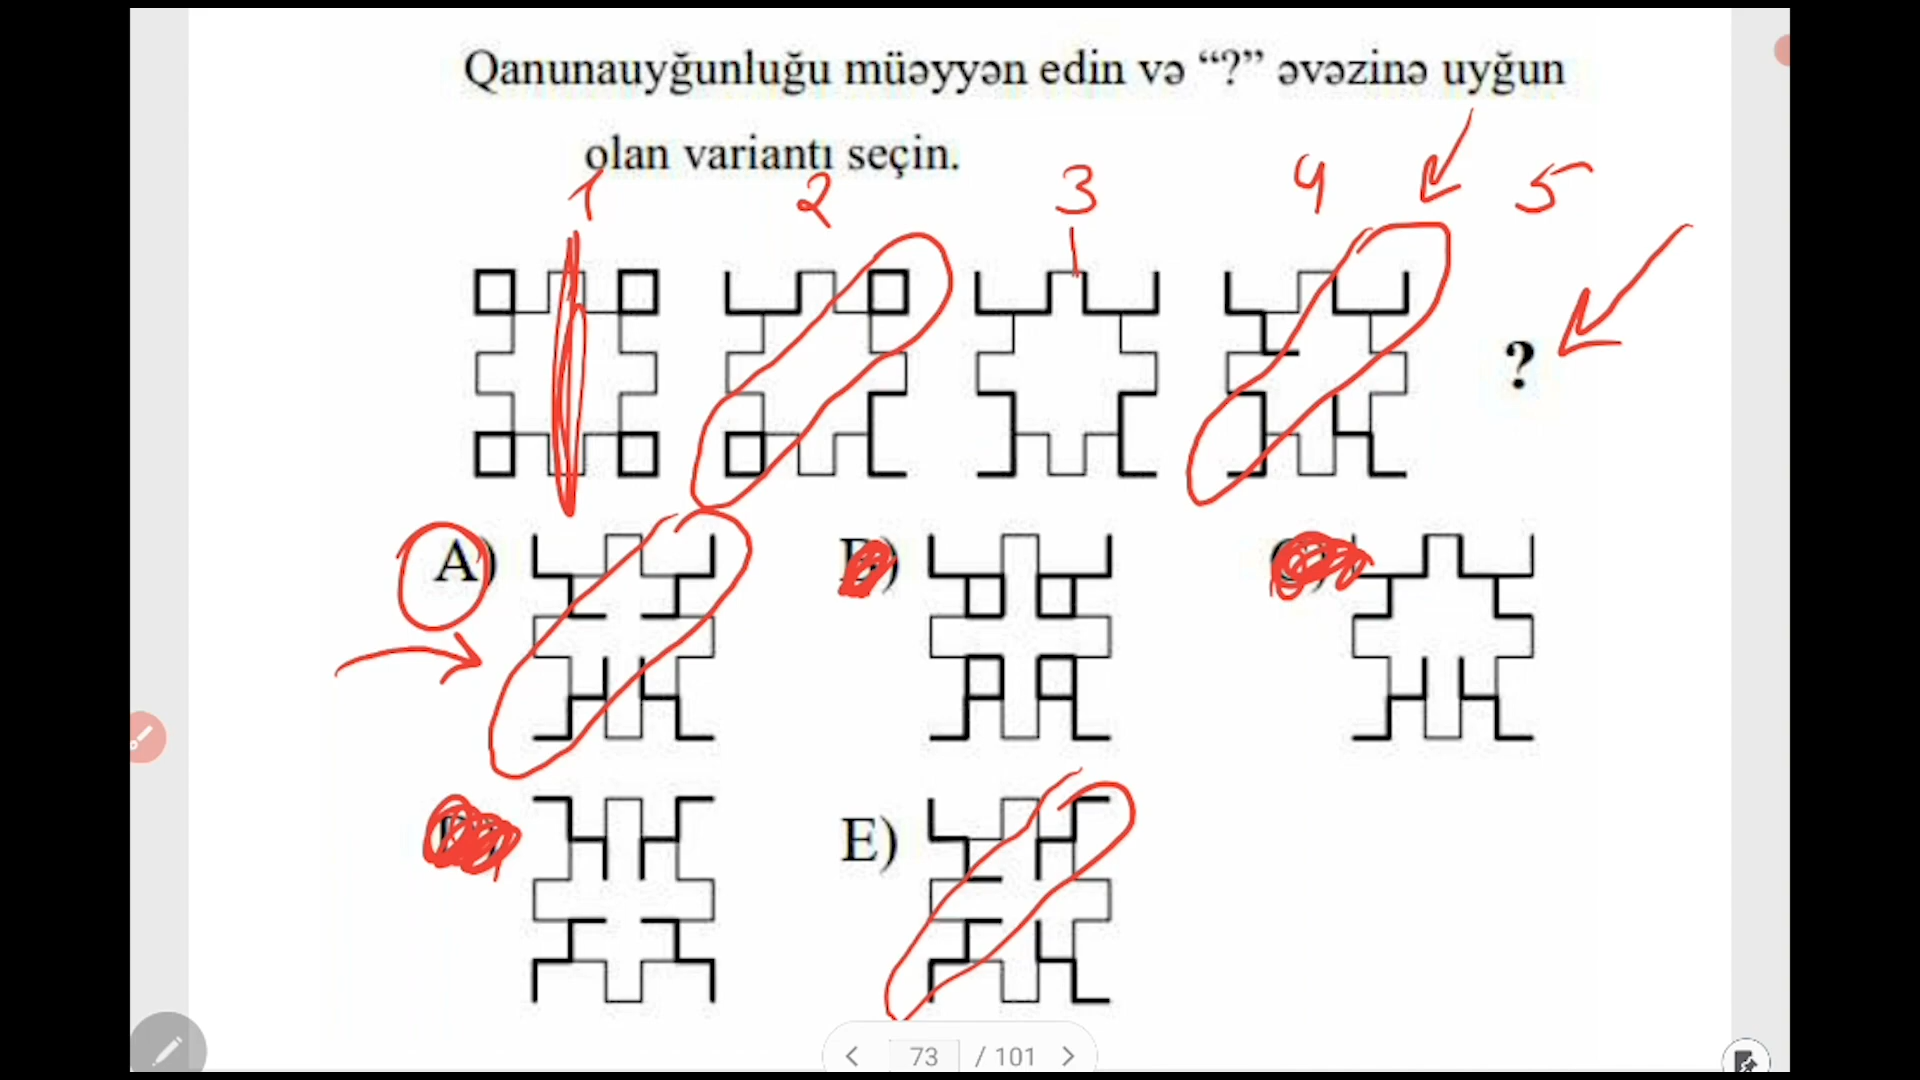 Qanunauyğunluğu müəyyən edin və “?” əvəzinə uyğun
olan variantı seçin.
1 2 3 4 5
?
A)
E)
73 / 101